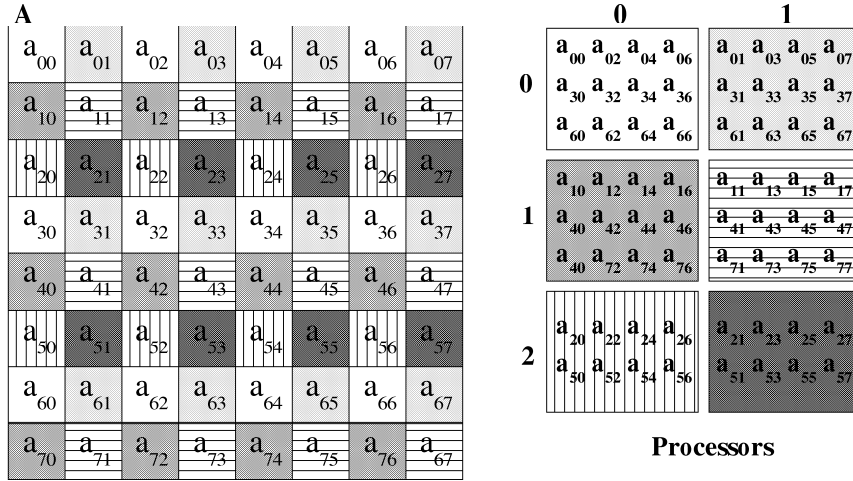 A
a00 a01 a02 a03 a04 a05 a06 a07
a10 a11 a12 a13 a14 a15 a16 a17
a20 a21 a22 a23 a24 a25 a26 a27
a30 a31 a32 a33 a34 a35 a36 a37
a40 a41 a42 a43 a44 a45 a46 a47
a50 a51 a52 a53 a54 a55 a56 a57
a60 a61 a62 a63 a64 a65 a66 a67
a70 a71 a72 a73 a74 a75 a76 a67
0 1
0
a00 a02 a04 a06
a30 a32 a34 a36
a60 a62 a64 a66
a01 a03 a05 a07
a31 a33 a35 a37
a61 a63 a65 a67
1
a10 a12 a14 a16
a40 a42 a44 a46
a40 a72 a74 a76
a11 a13 a15 a17
a41 a43 a45 a47
a71 a73 a75 a77
2
a20 a22 a24 a26
a50 a52 a54 a56
a21 a23 a25 a27
a51 a53 a55 a57
Processors